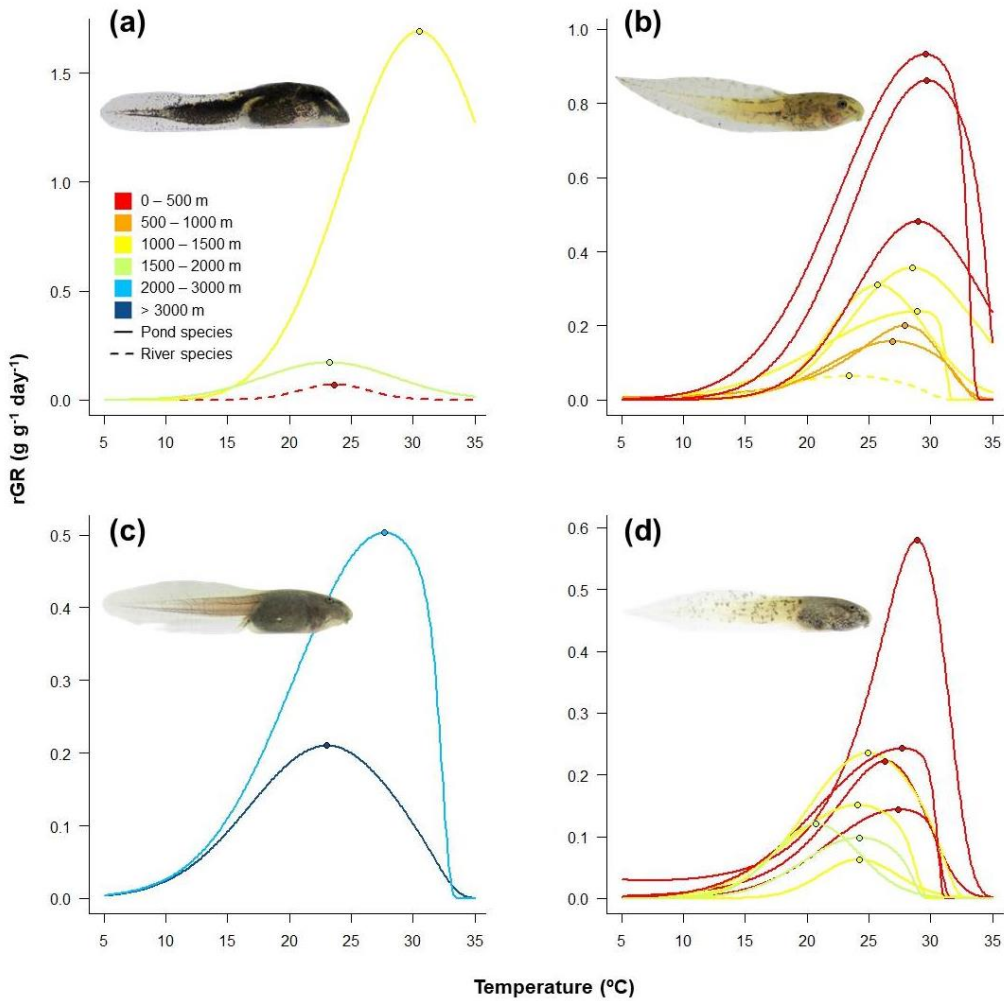 (a)
1.5
1.0
0.5
0.0
0 – 500 m
500 – 1000 m
1000 – 1500 m
1500 – 2000 m
2000 – 3000 m
> 3000 m
Pond species
River species
5 10 15 20 25 30 35
(b)
1.0
0.8
0.6
0.4
0.2
0.0
5 10 15 20 25 30 35
rGR (g g⁻¹ day⁻¹)
(c)
0.5
0.4
0.3
0.2
0.1
0.0
5 10 15 20 25 30 35
(d)
0.6
0.5
0.4
0.3
0.2
0.1
0.0
5 10 15 20 25 30 35
Temperature (ºC)